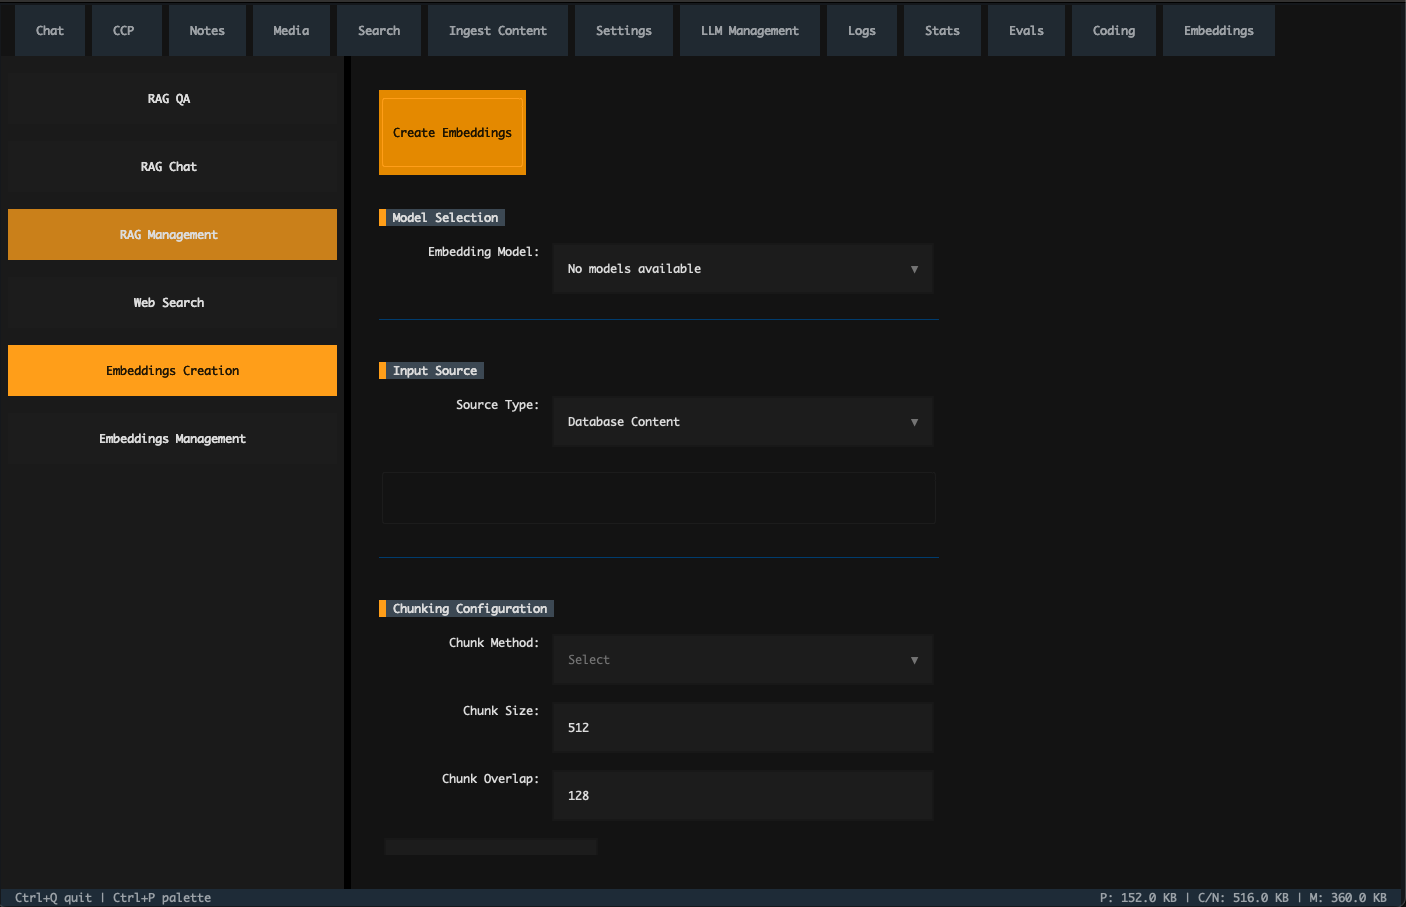 Chat CCP Notes Media Search Ingest Content Settings LLM Management Logs Stats Evals Coding Embeddings
RAG QA
RAG Chat
RAG Management
Web Search
Embeddings Creation
Embeddings Management
Create Embeddings
Model Selection
Embedding Model: No models available ▼
Input Source
Source Type: Database Content ▼
Chunking Configuration
Chunk Method: Select ▼
Chunk Size: 512
Chunk Overlap: 128
Ctrl+Q quit | Ctrl+P palette
P: 152.0 KB | C/N: 516.0 KB | M: 360.0 KB